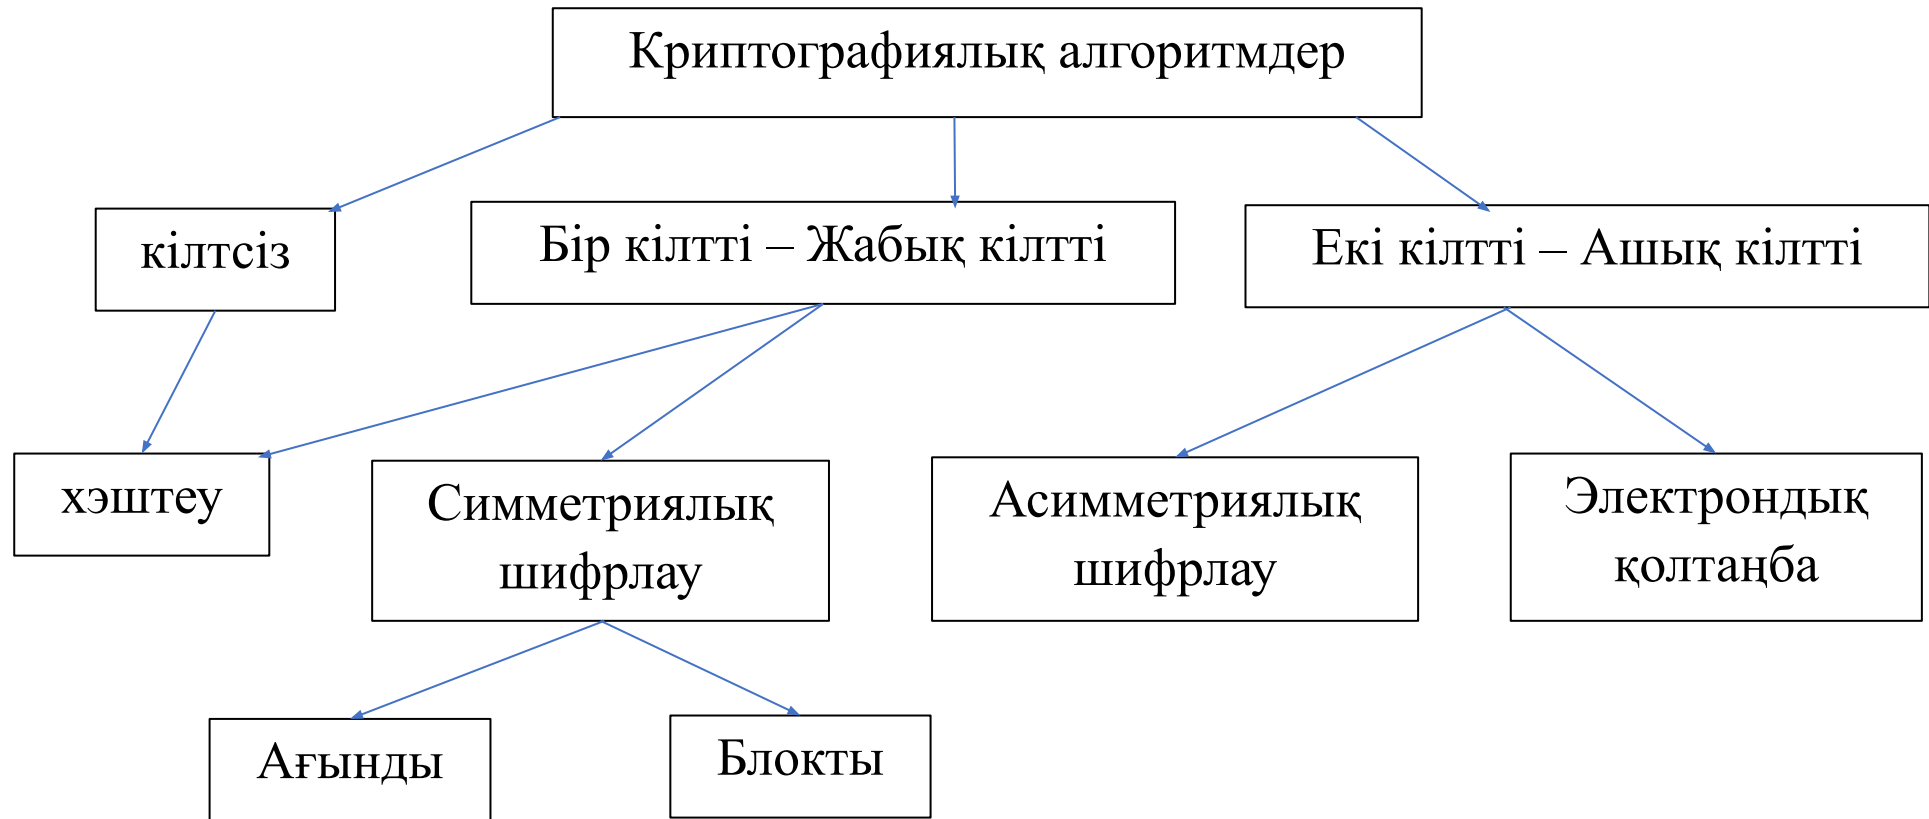 Криптографиялық алгоритмдер
кілтсіз
Бір кілтті – Жабық кілтті
Екі кілтті – Ашық кілтті
хэштеу
Симметриялық
шифрлау
Асимметриялық
шифрлау
Электрондық
қолтаңба
Ағынды
Блокты